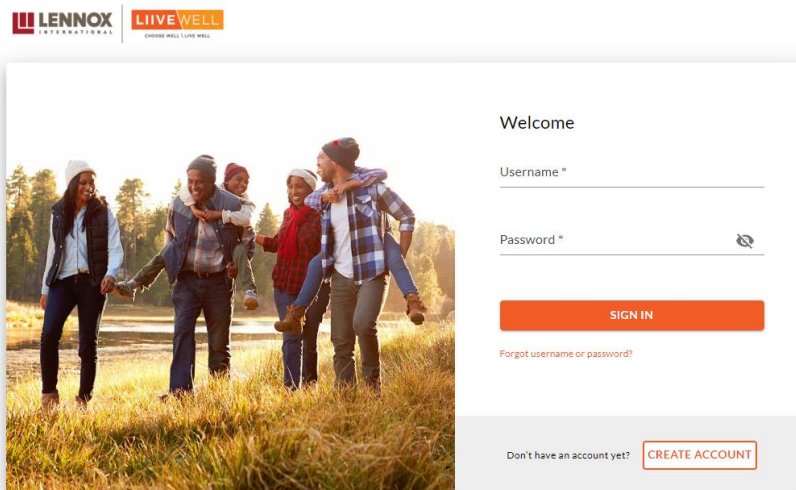 LENNOX
INTERNATIONAL
LIIVEWELL
CHOOSE WELL \ LIVE WELL
Welcome
Username *
Password *
SIGN IN
Forgot username or password?
Don't have an account yet?
CREATE ACCOUNT